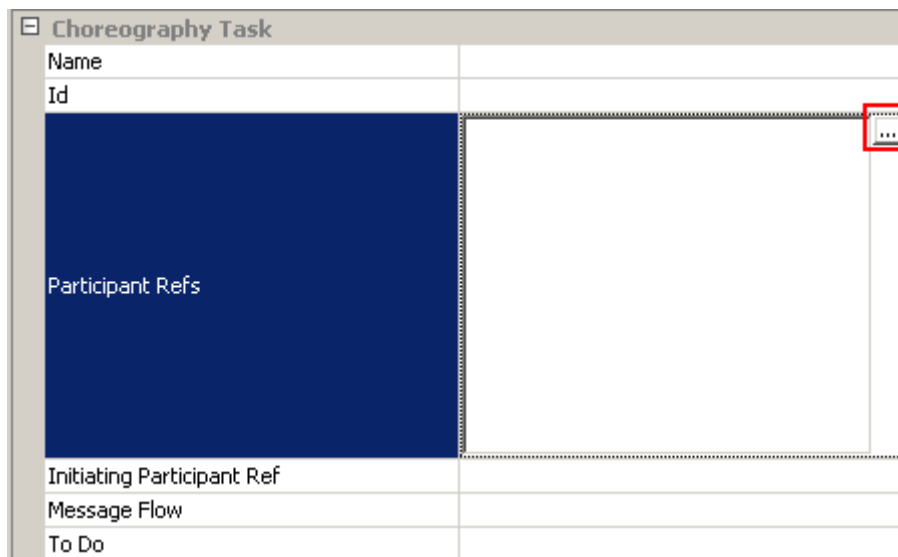 Choreography Task
Name
Id
...
Participant Refs
Initiating Participant Ref
Message Flow
To Do